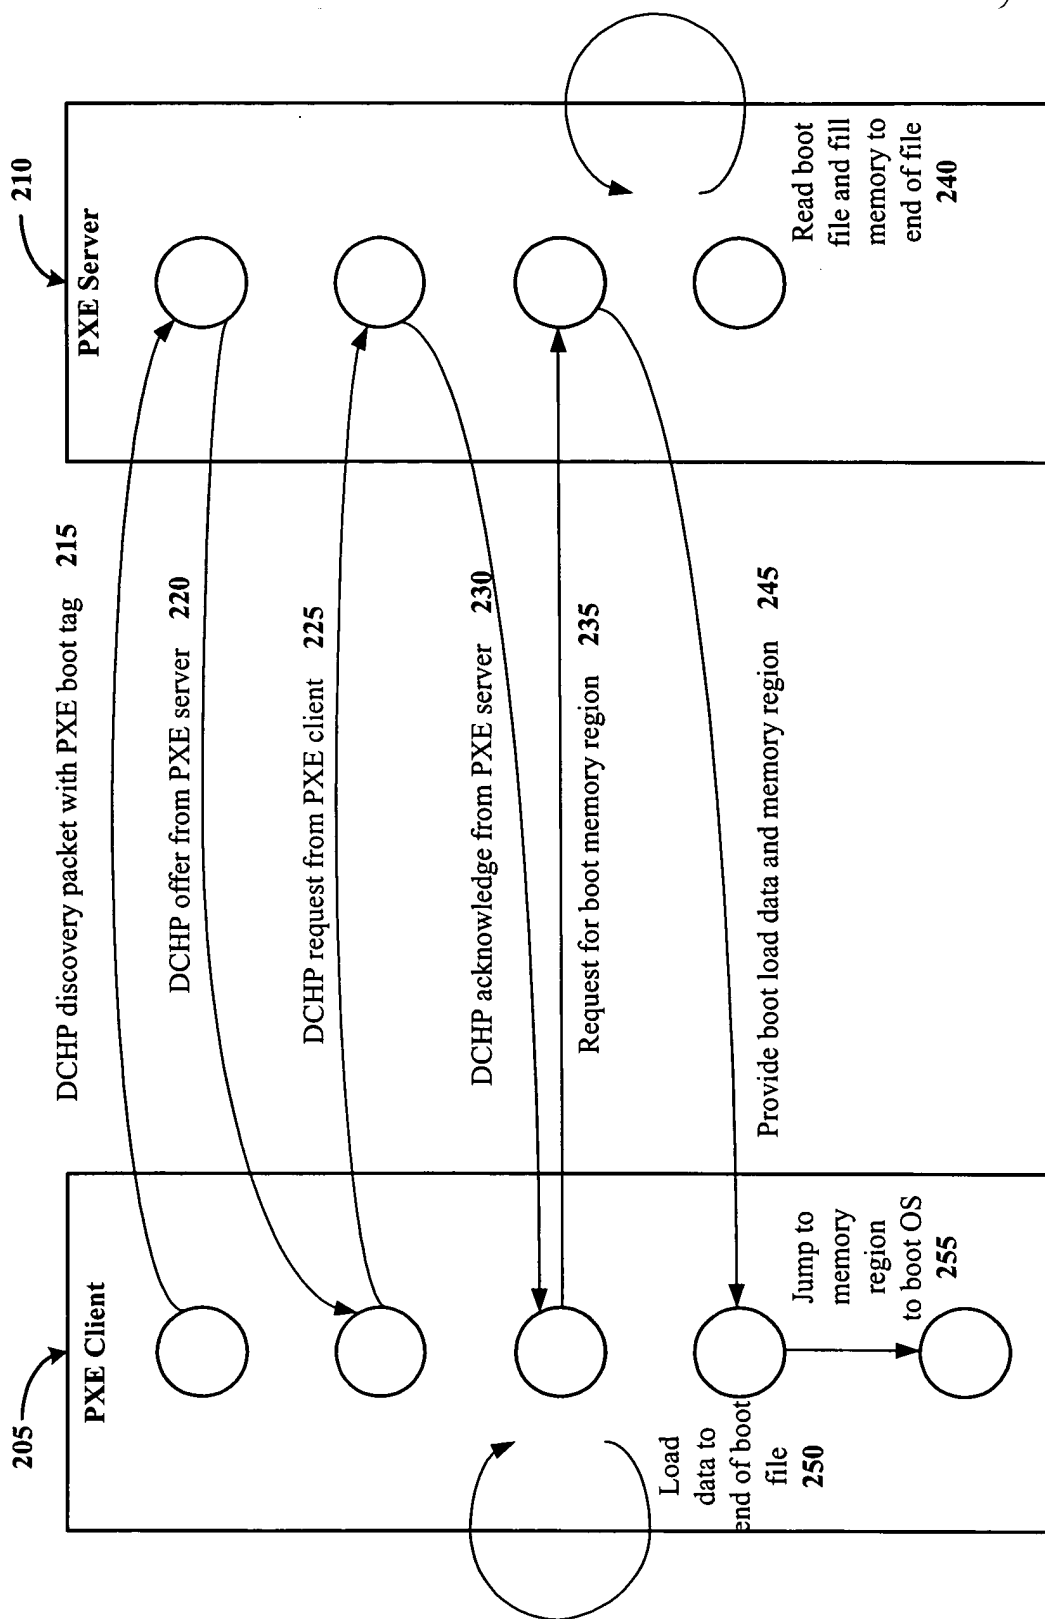 205
PXE Client
210
PXE Server
DCHP discovery packet with PXE boot tag 215
DCHP offer from PXE server 220
DCHP request from PXE client 225
DCHP acknowledge from PXE server 230
Request for boot memory region 235
Read boot
file and fill
memory to
end of file
240
Provide boot load data and memory region 245
Load
data to
end of boot
file
250
Jump to
memory
region
to boot OS
255